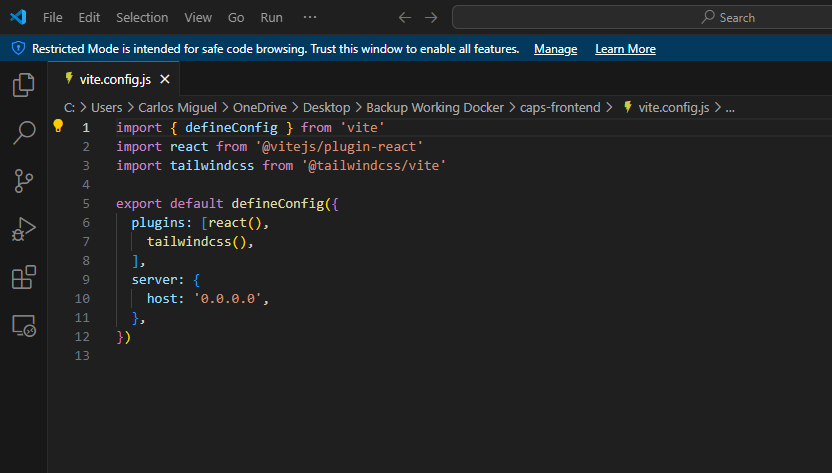 File Edit Selection View Go Run ··· Search
Restricted Mode is intended for safe code browsing. Trust this window to enable all features. Manage Learn More
vite.config.js
C: > Users > Carlos Miguel > OneDrive > Desktop > Backup Working Docker > caps-frontend > vite.config.js > ...
1 import { defineConfig } from 'vite'
2 import react from '@vitejs/plugin-react'
3 import tailwindcss from '@tailwindcss/vite'
4
5 export default defineConfig({
6 plugins: [react(),
7 tailwindcss(),
8 ],
9 server: {
10 host: '0.0.0.0',
11 },
12 })
13